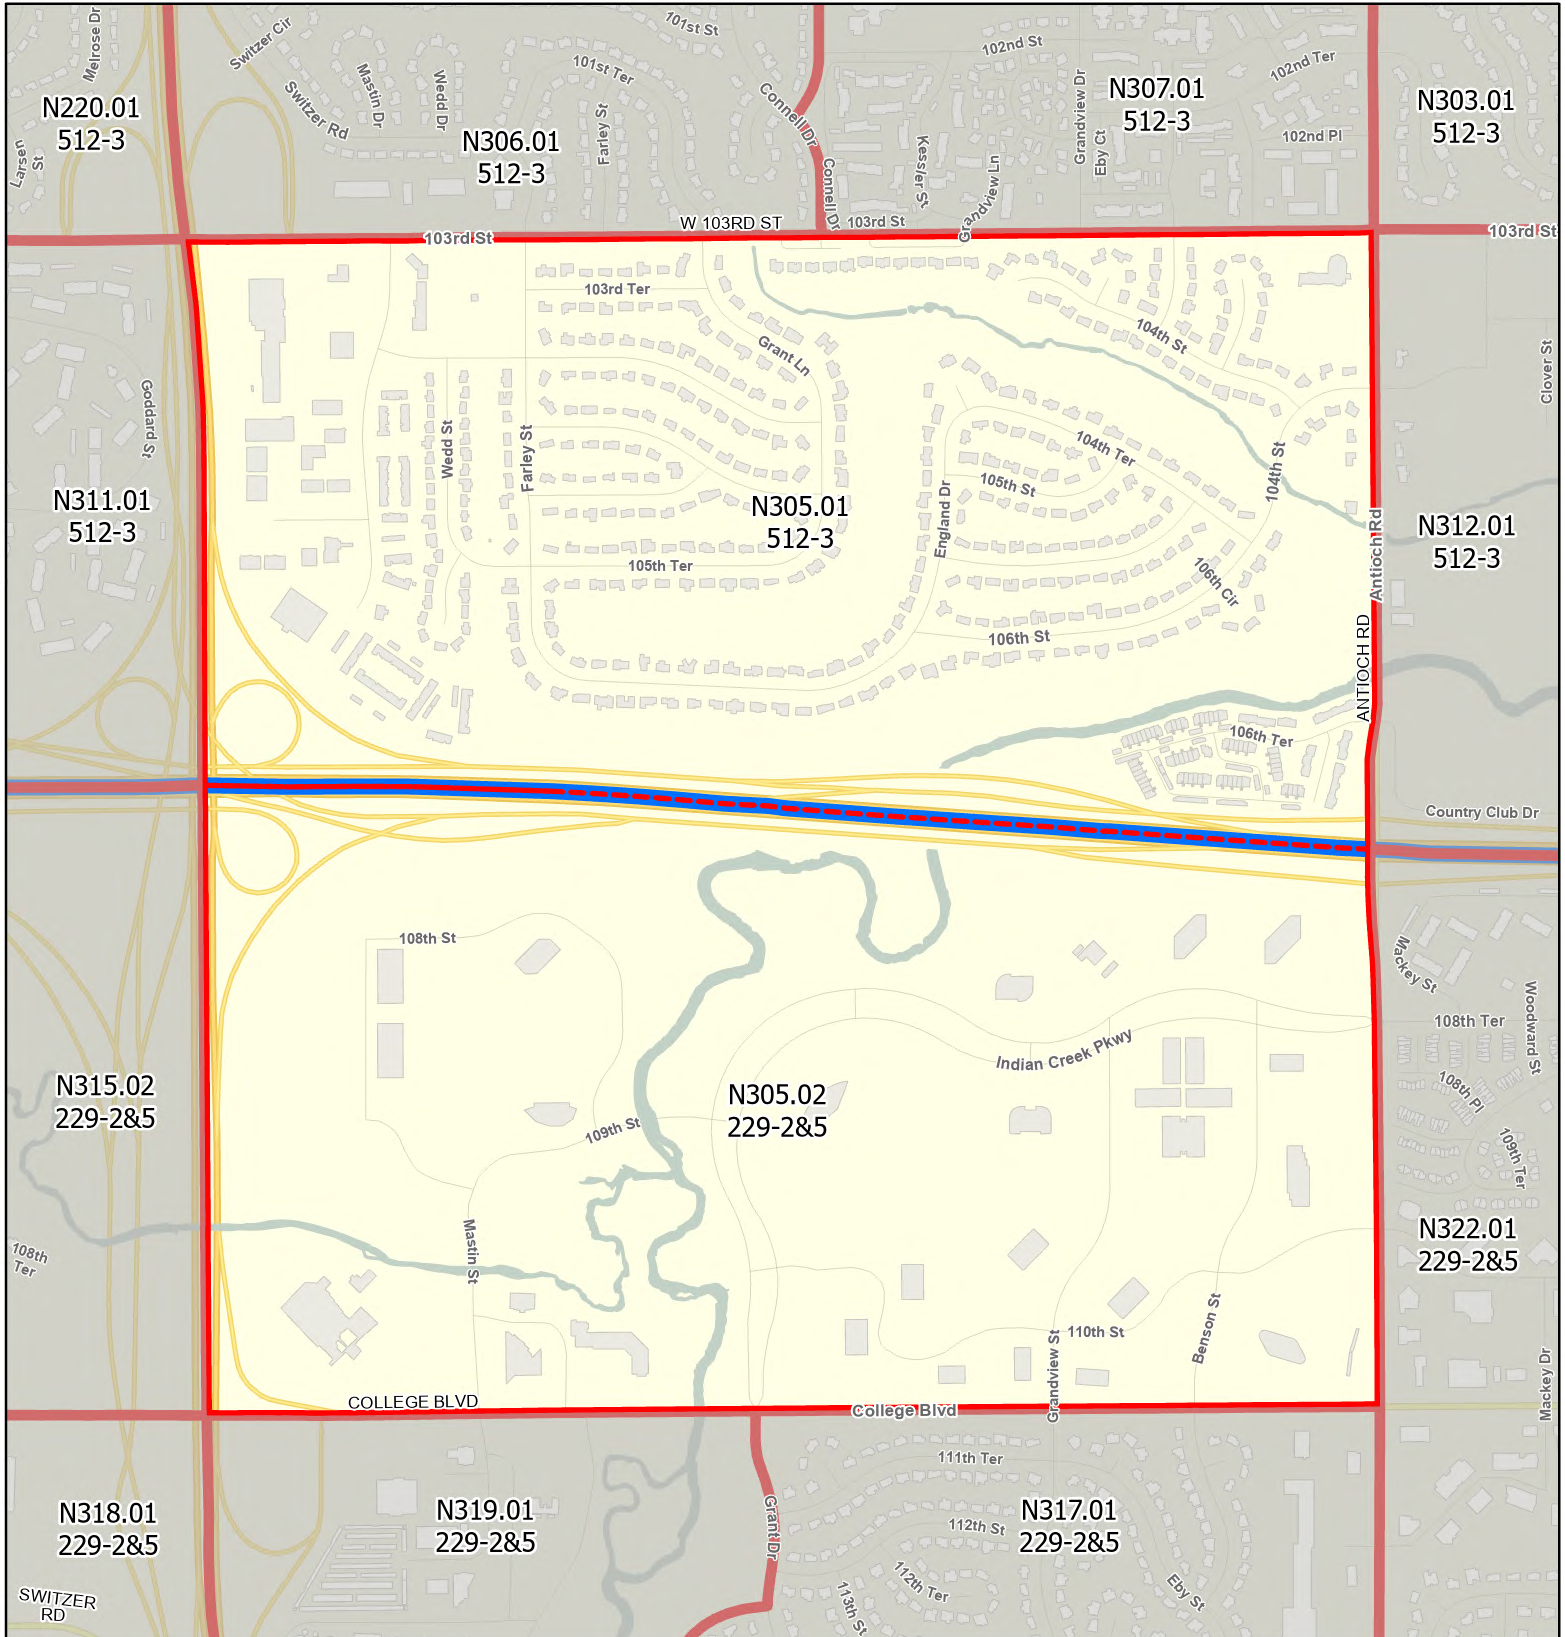 Melrose Dr
Switzer Cir
101st St
102nd St
102nd Ter
101st Ter
Mastin Dr
Wedd Dr
Switzer Rd
Connell Dr
Grandview Dr
N220.01
512-3
N306.01
512-3
Farley St
N307.01
512-3
N303.01
512-3
102nd Pl
Larsen
St
Kessler St
Eby Ct
Connell Dr
Grandview Ln
W 103RD ST
103rd St
103rd St
103rd St
103rd Ter
Grant Ln
104th St
Goddard St
Clover St
Wedd St
Farley St
104th Ter
104th St
105th St
England Dr
N311.01
512-3
N305.01
512-3
N312.01
512-3
Antioch Rd
105th Ter
106th Cir
106th St
ANTIOCH RD
106th Ter
Country Club Dr
108th St
Mackey St
Woodward St
108th Ter
Indian Creek Pkwy
N315.02
229-2&5
N305.02
229-2&5
108th Pl
109th St
109th Ter
108th
Ter
Mastin St
N322.01
229-2&5
Benson St
110th St
Grandview St
Mackey Dr
COLLEGE BLVD
College Blvd
111th Ter
N318.01
229-2&5
N319.01
229-2&5
Grant Dr
N317.01
229-2&5
112th St
112th Ter
113th St
Eby St
SWITZER
RD